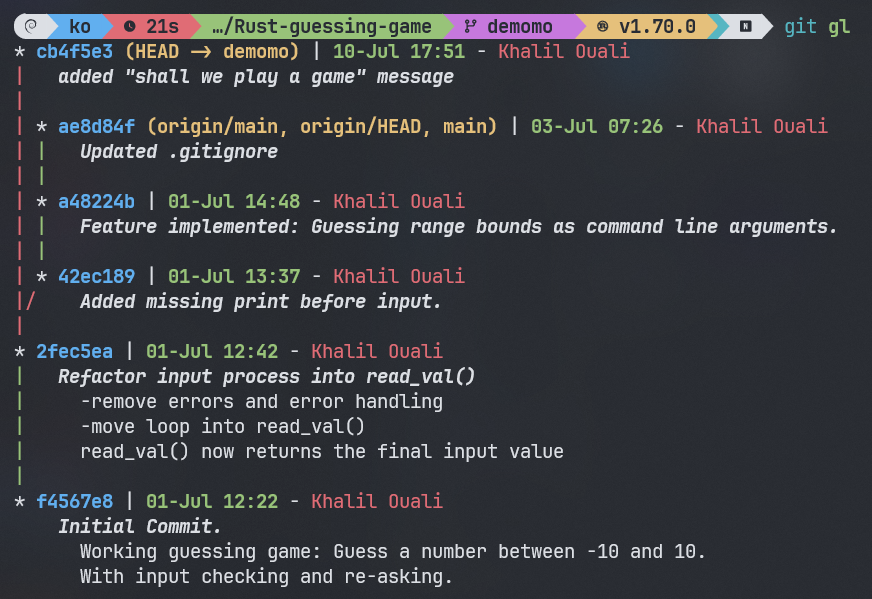 ko 21s …/Rust-guessing-game demomo v1.70.0 N git gl
* cb4f5e3 (HEAD -> demomo) | 10-Jul 17:51 - Khalil Ouali
| added "shall we play a game" message
|
| * ae8d84f (origin/main, origin/HEAD, main) | 03-Jul 07:26 - Khalil Ouali
| | Updated .gitignore
| |
| * a48224b | 01-Jul 14:48 - Khalil Ouali
| | Feature implemented: Guessing range bounds as command line arguments.
| |
| * 42ec189 | 01-Jul 13:37 - Khalil Ouali
|/ Added missing print before input.
|
* 2fec5ea | 01-Jul 12:42 - Khalil Ouali
| Refactor input process into read_val()
| -remove errors and error handling
| -move loop into read_val()
| read_val() now returns the final input value
|
* f4567e8 | 01-Jul 12:22 - Khalil Ouali
Initial Commit.
Working guessing game: Guess a number between -10 and 10.
With input checking and re-asking.